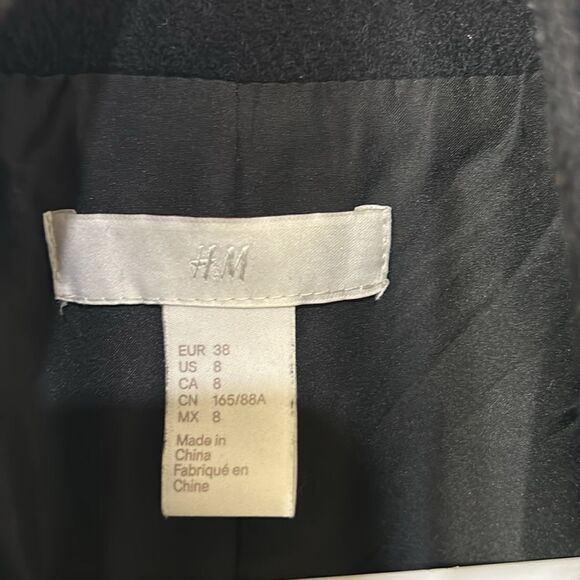 H&M
EUR 38
US 8
CA 8
CN 165/88A
MX 8
Made in
China
Fabriqué en
Chine